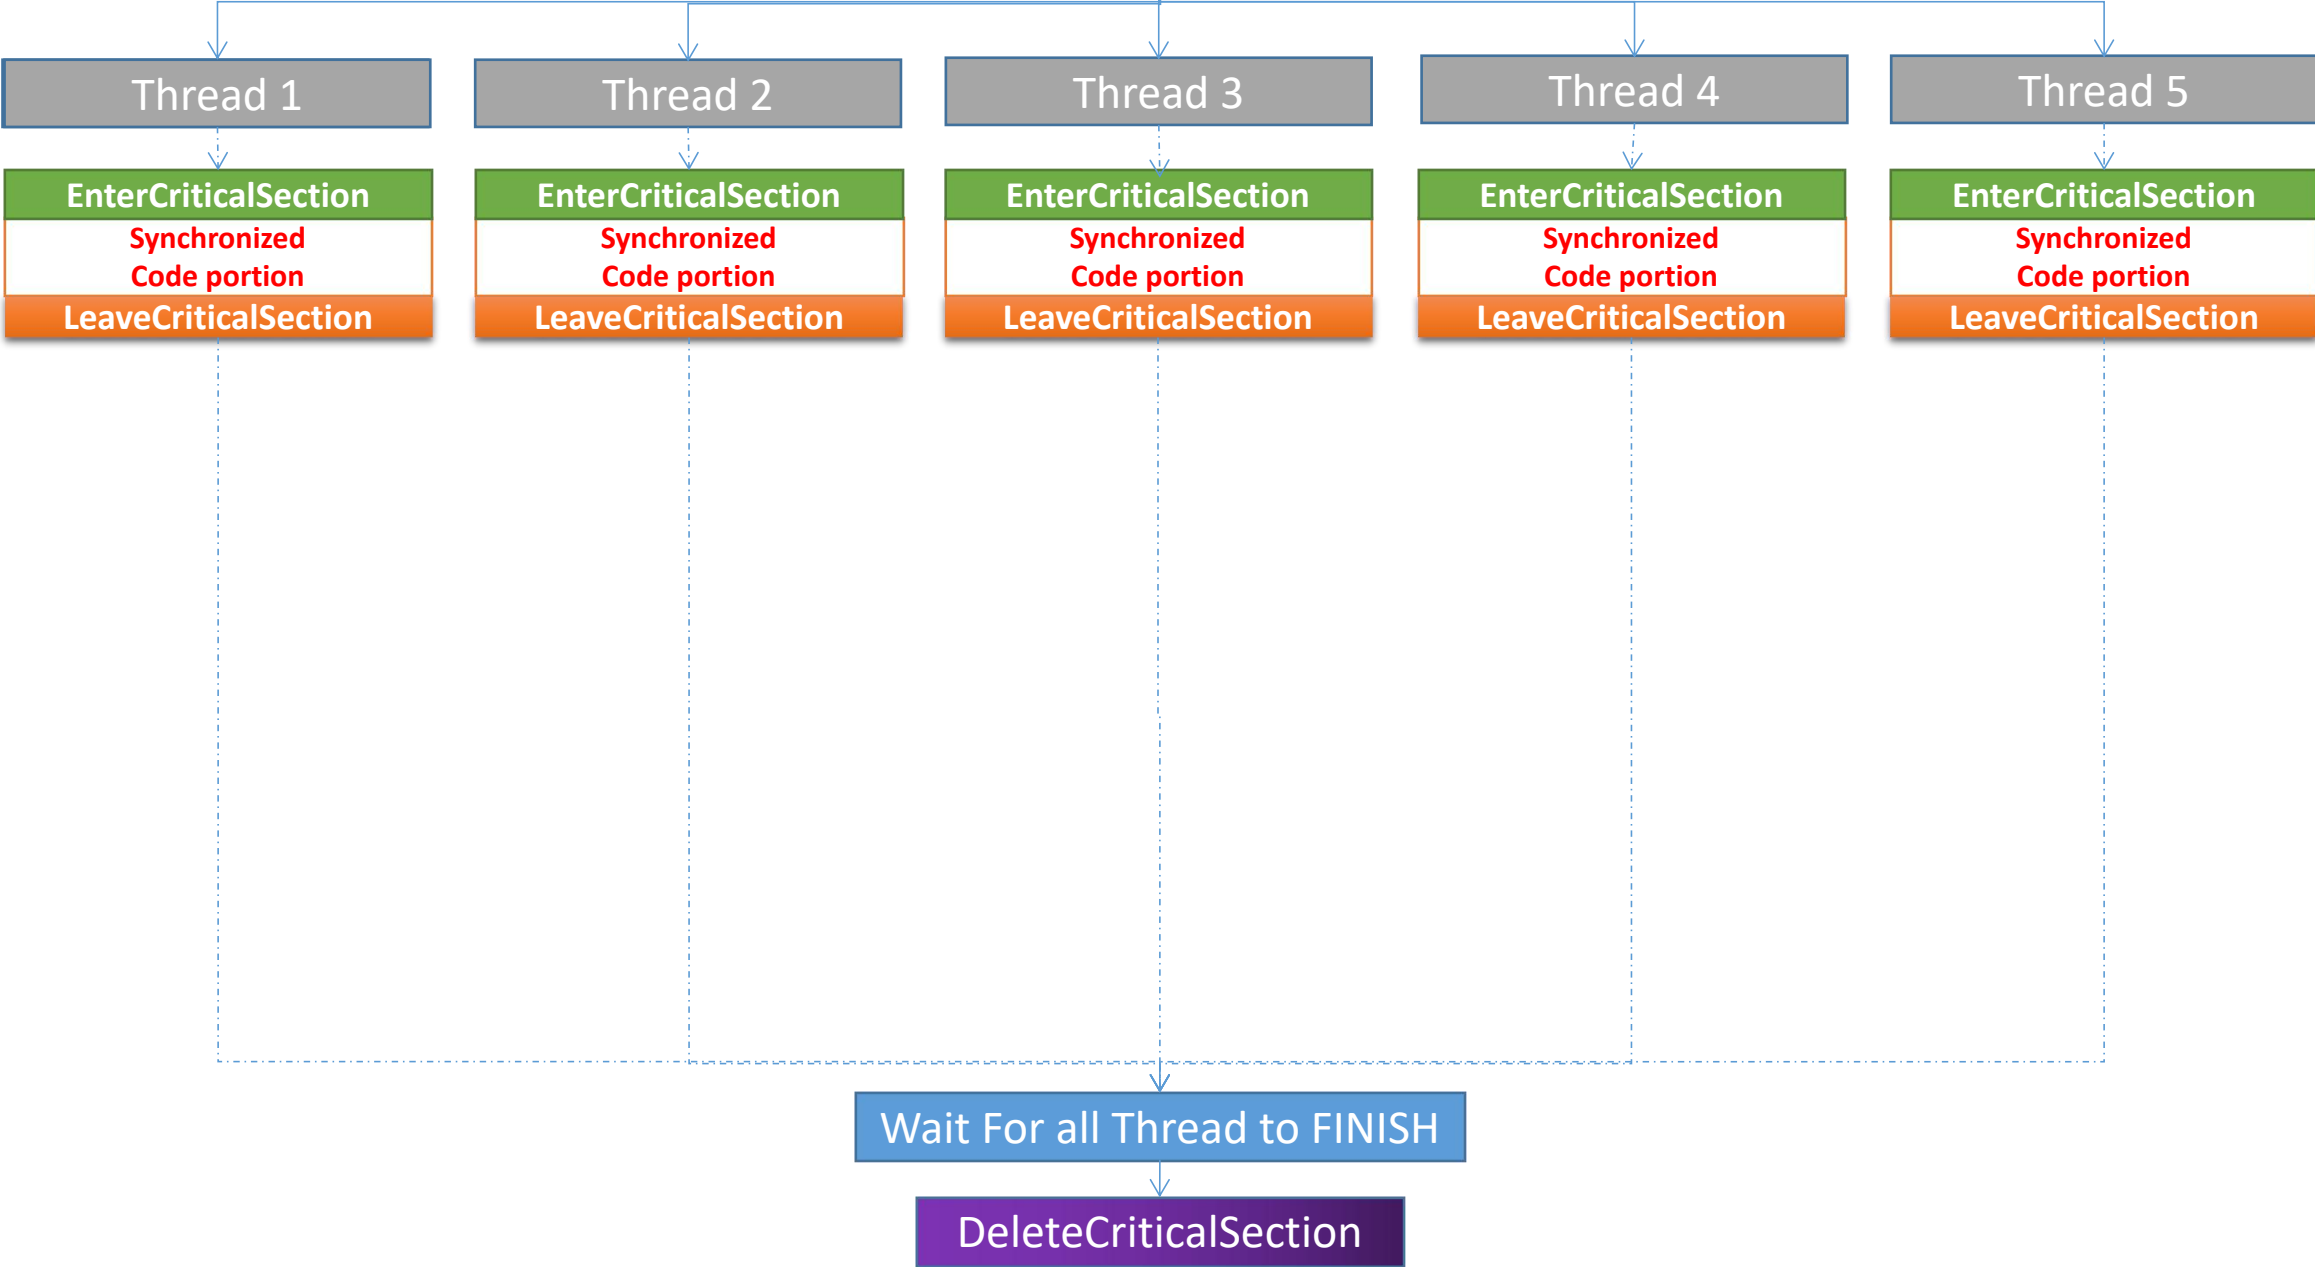 Thread 1
Thread 2
Thread 3
Thread 4
Thread 5
EnterCriticalSection
EnterCriticalSection
EnterCriticalSection
EnterCriticalSection
EnterCriticalSection
Synchronized
Code portion
Synchronized
Code portion
Synchronized
Code portion
Synchronized
Code portion
Synchronized
Code portion
LeaveCriticalSection
LeaveCriticalSection
LeaveCriticalSection
LeaveCriticalSection
LeaveCriticalSection
Wait For all Thread to FINISH
DeleteCriticalSection